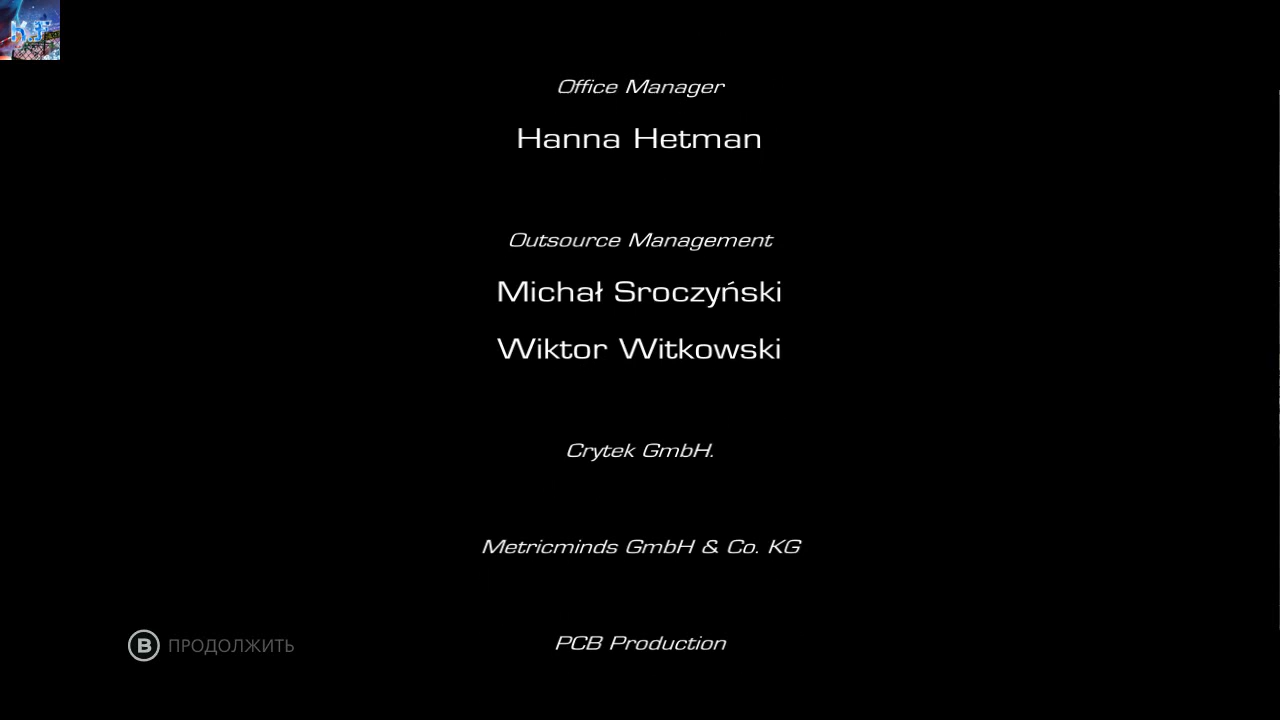 KF
Office Manager
Hanna Hetman
Outsource Management
Michał Sroczyński
Wiktor Witkowski
Crytek GmbH.
Metricminds GmbH & Co. KG
B ПРОДОЛЖИТЬ
PCB Production